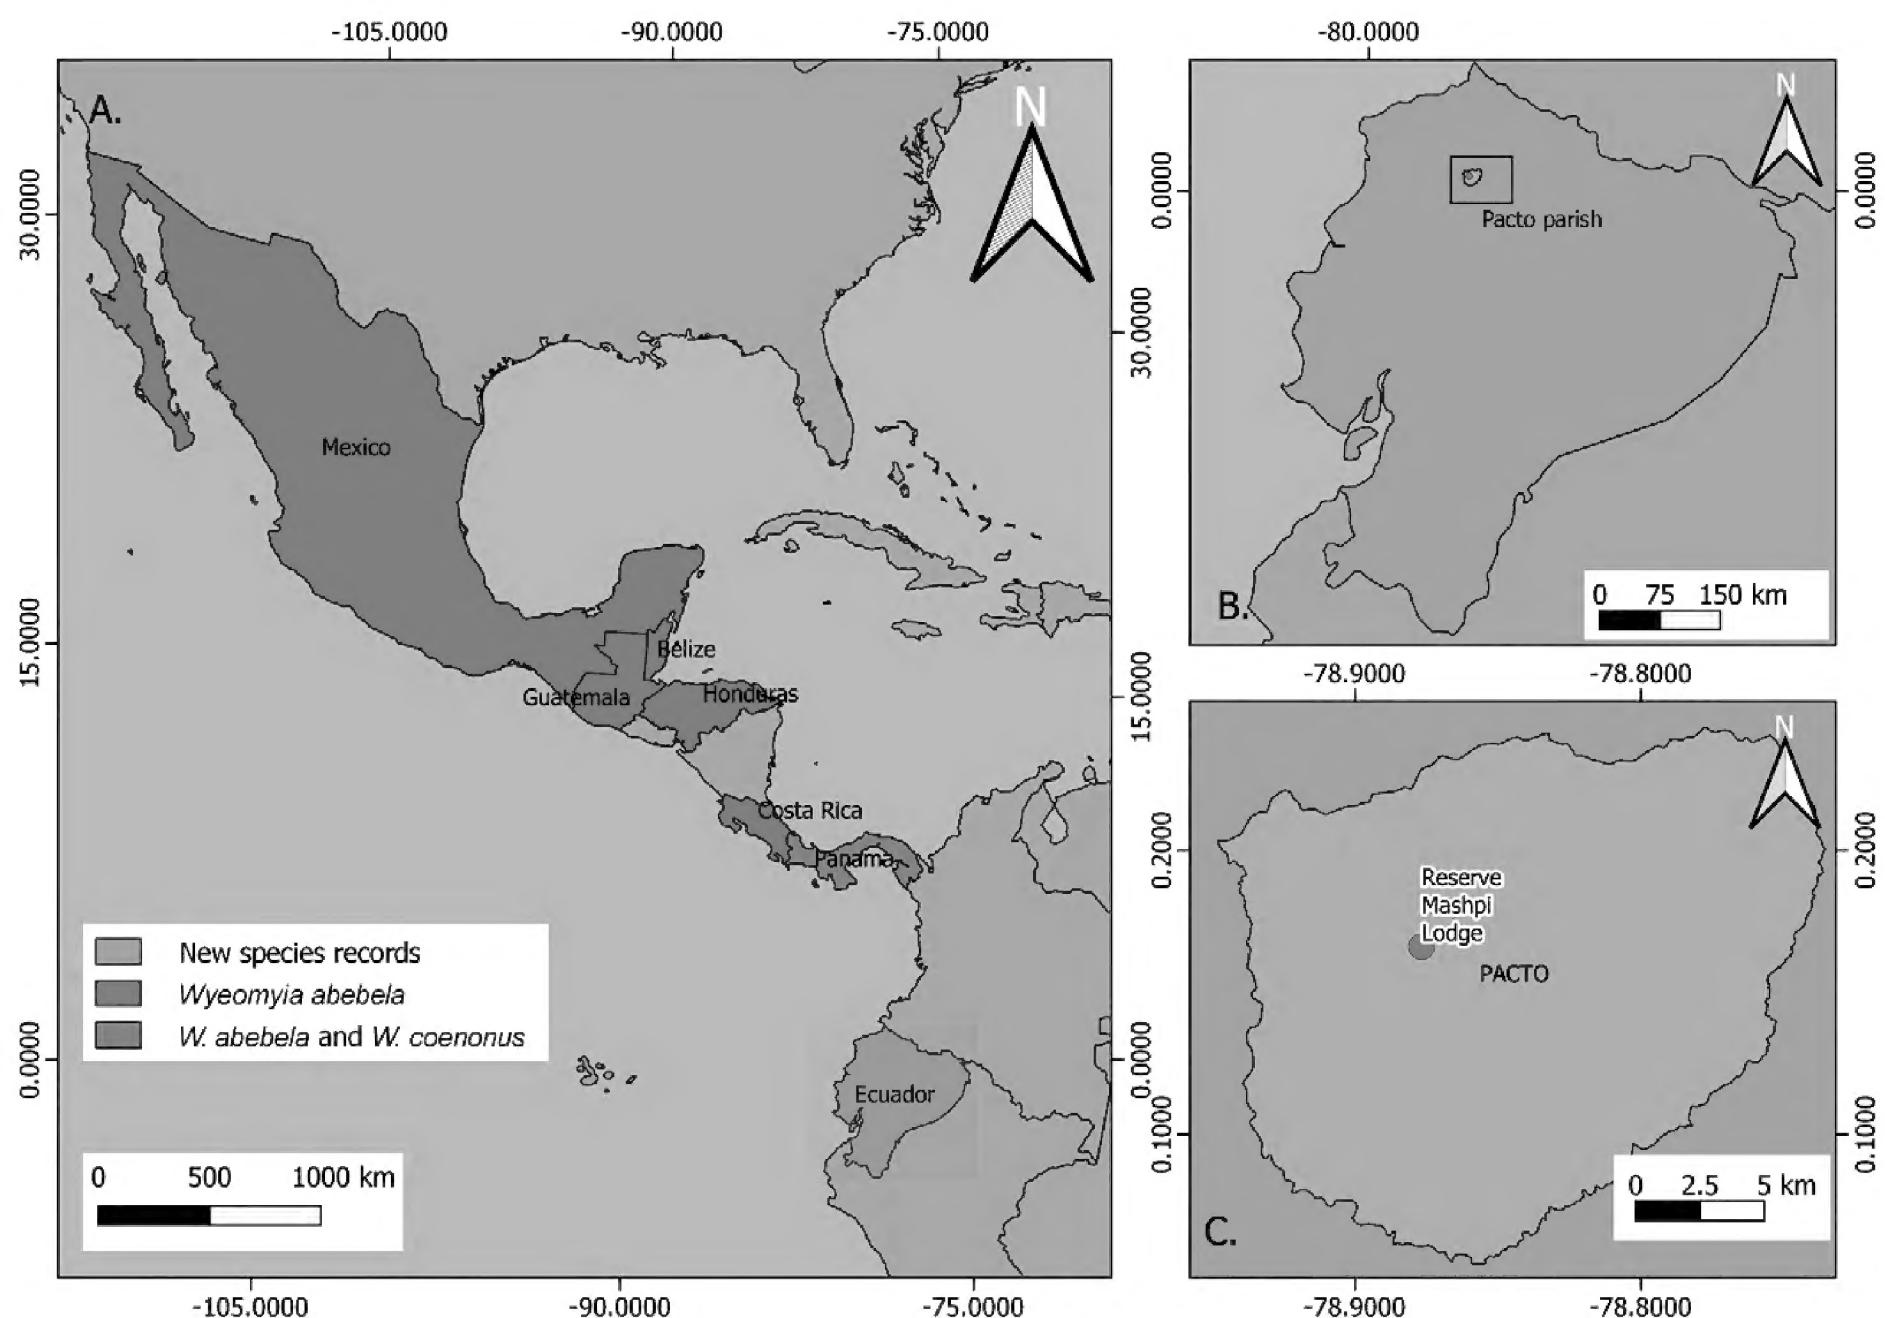 -105.0000
-90.0000
-75.0000
-80.0000
A.
N
N
30.0000
0.0000
0.0000
Pacto parish
30.0000
Mexico
B.
0 75 150 km
15.0000
Belize
-78.9000
-78.8000
Guatemala
Honduras
15.0000
N
Costa Rica
Panama
0.2000
0.2000
Reserve
Mashpi
Lodge
New species records
PACTO
Wyeomyia abebela
W. abebela and W. coenonus
0.0000
0.0000
Ecuador
0.1000
0.1000
0 500 1000 km
0 2.5 5 km
C.
-105.0000
-90.0000
-75.0000
-78.9000
-78.8000